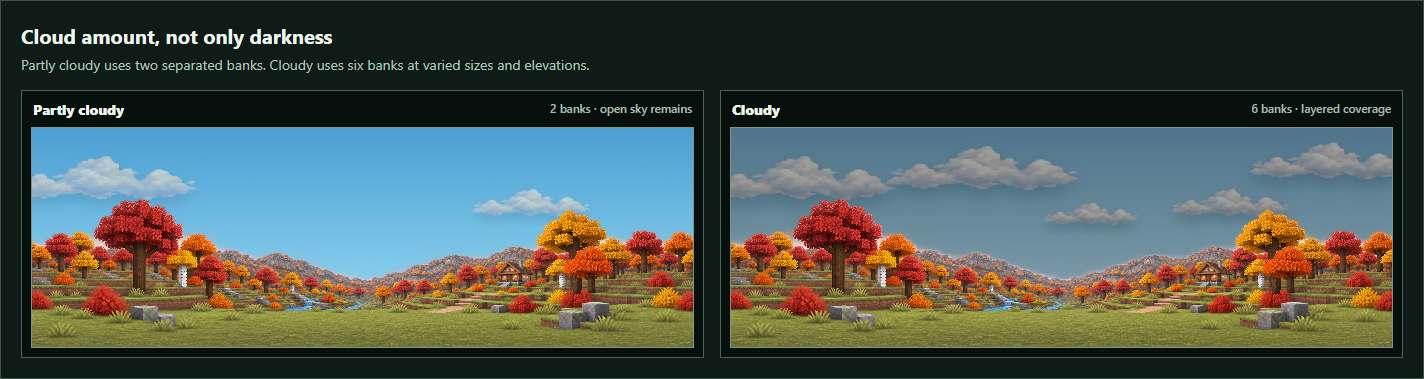 Cloud amount, not only darkness
Partly cloudy uses two separated banks. Cloudy uses six banks at varied sizes and elevations.
Partly cloudy
2 banks · open sky remains
Cloudy
6 banks · layered coverage